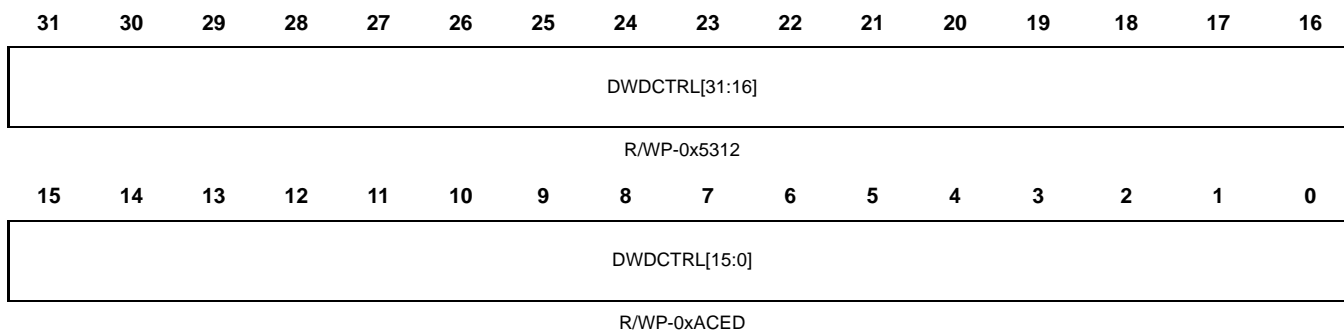 31 30 29 28 27 26 25 24 23 22 21 20 19 18 17 16
DWDCTRL[31:16]
R/WP-0x5312
15 14 13 12 11 10 9 8 7 6 5 4 3 2 1 0
DWDCTRL[15:0]
R/WP-0xACED